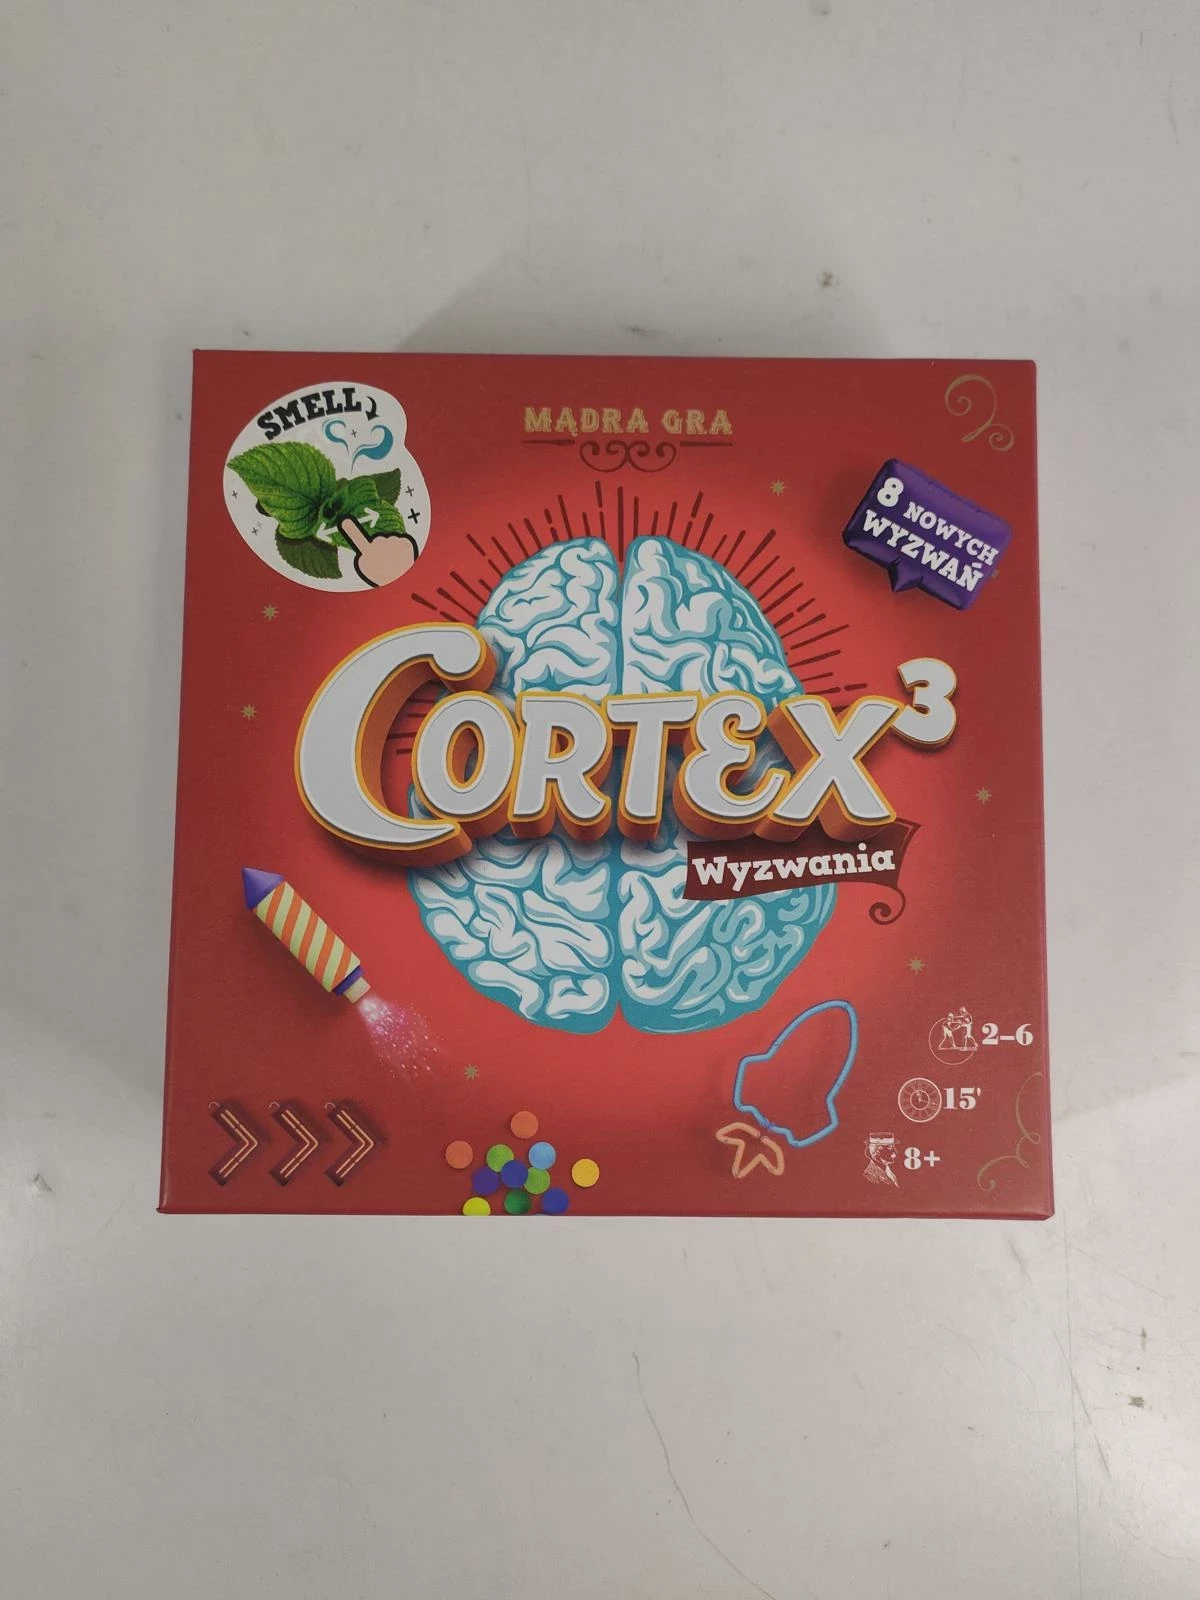 SMELL
MĄDRA GRA
8 NOWYCH
WYZWAŃ
CORTEX³
Wyzwania
2-6
15'
8+